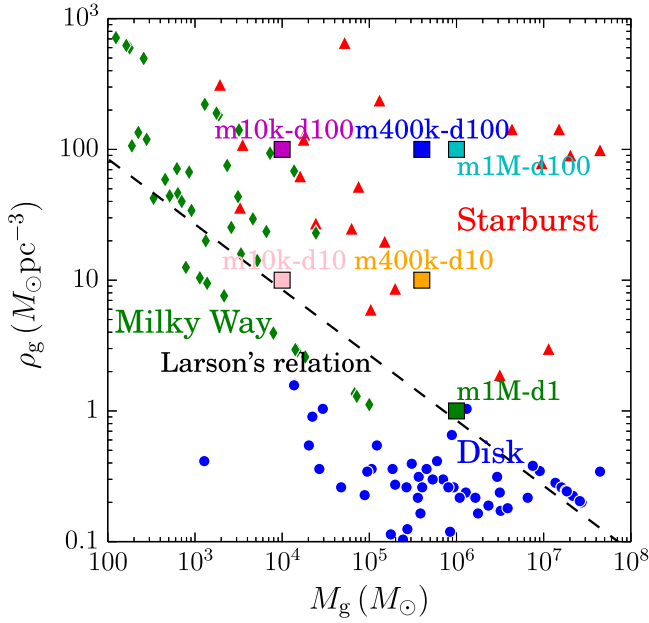 10³
m10k-d100
m400k-d100
100
m1M-d100
Starburst
ρg (M⊙pc⁻³)
m10k-d10
m400k-d10
10
Milky Way
Larson's relation
m1M-d1
1
Disk
0.1
100
10³
10⁴
10⁵
10⁶
10⁷
10⁸
Mg (M⊙)